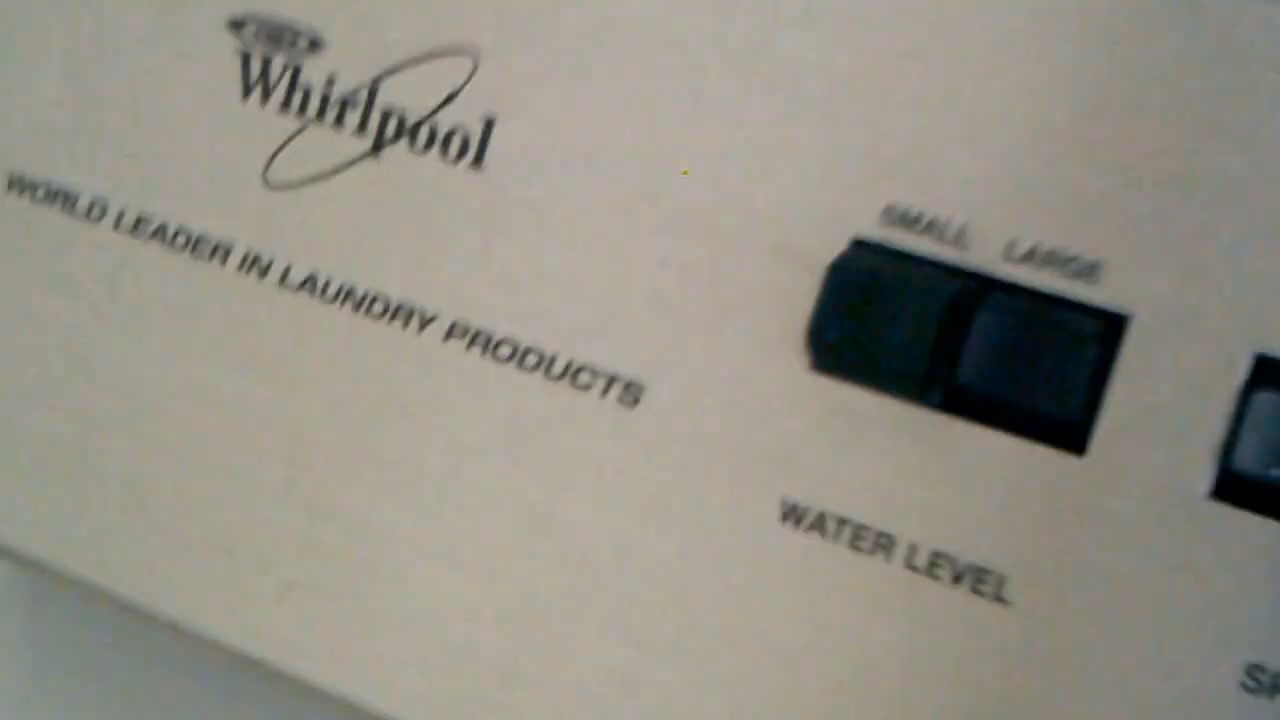 Whirlpool
WORLD LEADER IN LAUNDRY PRODUCTS
SMALL LARGE
WATER LEVEL